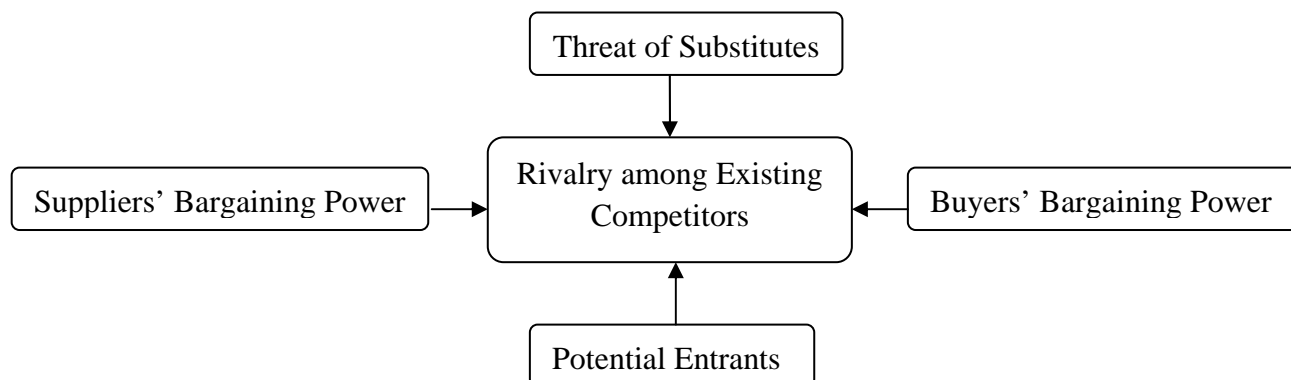 Threat of Substitutes
Rivalry among Existing
Competitors
Suppliers’ Bargaining Power
Buyers’ Bargaining Power
Potential Entrants